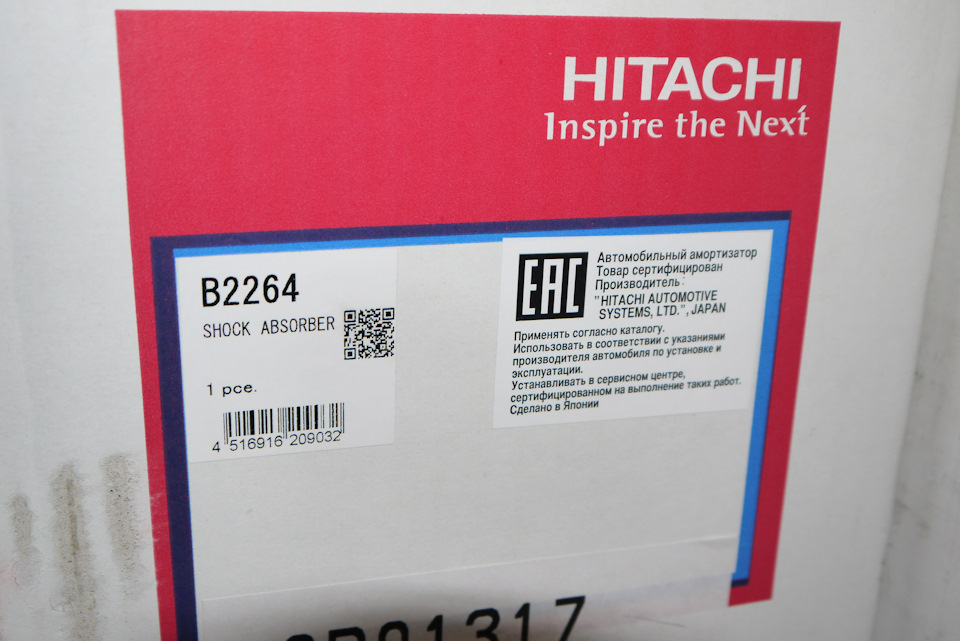 HITACHI
Inspire the Next
B2264
SHOCK ABSORBER
1 pce.
4 516916 209032
EAC
Автомобильный амортизатор
Товар сертифицирован
Производитель:
"HITACHI AUTOMOTIVE
SYSTEMS, LTD.", JAPAN
Применять согласно каталогу.
Использовать в соответствии с указаниями
производителя автомобиля по установке и
эксплуатации.
Устанавливать в сервисном центре,
сертифицированном на выполнение таких работ.
Сделано в Японии